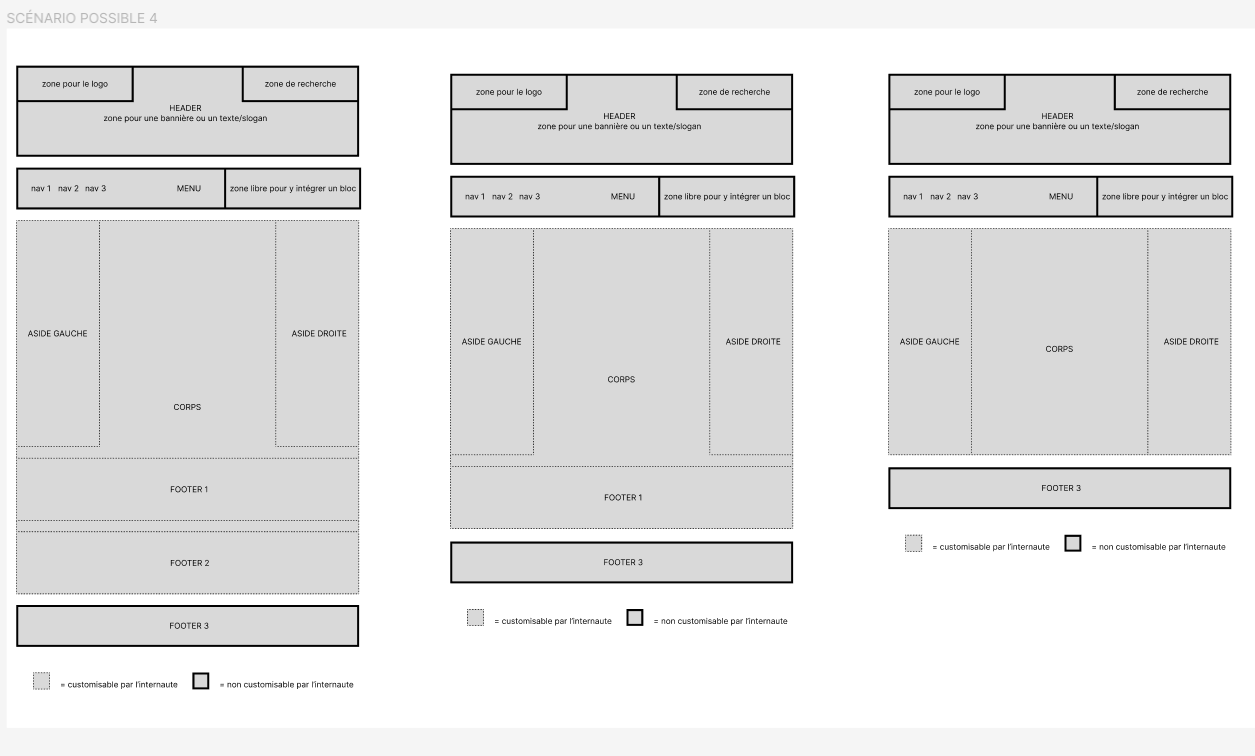 SCÉNARIO POSSIBLE 4
zone pour le logo
zone de recherche
HEADER
zone pour une bannière ou un texte/slogan
nav 1 nav 2 nav 3
MENU
zone libre pour y intégrer un bloc
ASIDE GAUCHE
ASIDE DROITE
CORPS
FOOTER 1
FOOTER 2
FOOTER 3
= customisable par l'internaute
= non customisable par l'internaute
zone pour le logo
zone de recherche
HEADER
zone pour une bannière ou un texte/slogan
nav 1 nav 2 nav 3
MENU
zone libre pour y intégrer un bloc
ASIDE GAUCHE
ASIDE DROITE
CORPS
FOOTER 1
FOOTER 3
= customisable par l'internaute
= non customisable par l'internaute
zone pour le logo
zone de recherche
HEADER
zone pour une bannière ou un texte/slogan
nav 1 nav 2 nav 3
MENU
zone libre pour y intégrer un bloc
ASIDE GAUCHE
ASIDE DROITE
CORPS
FOOTER 3
= customisable par l'internaute
= non customisable par l'internaute